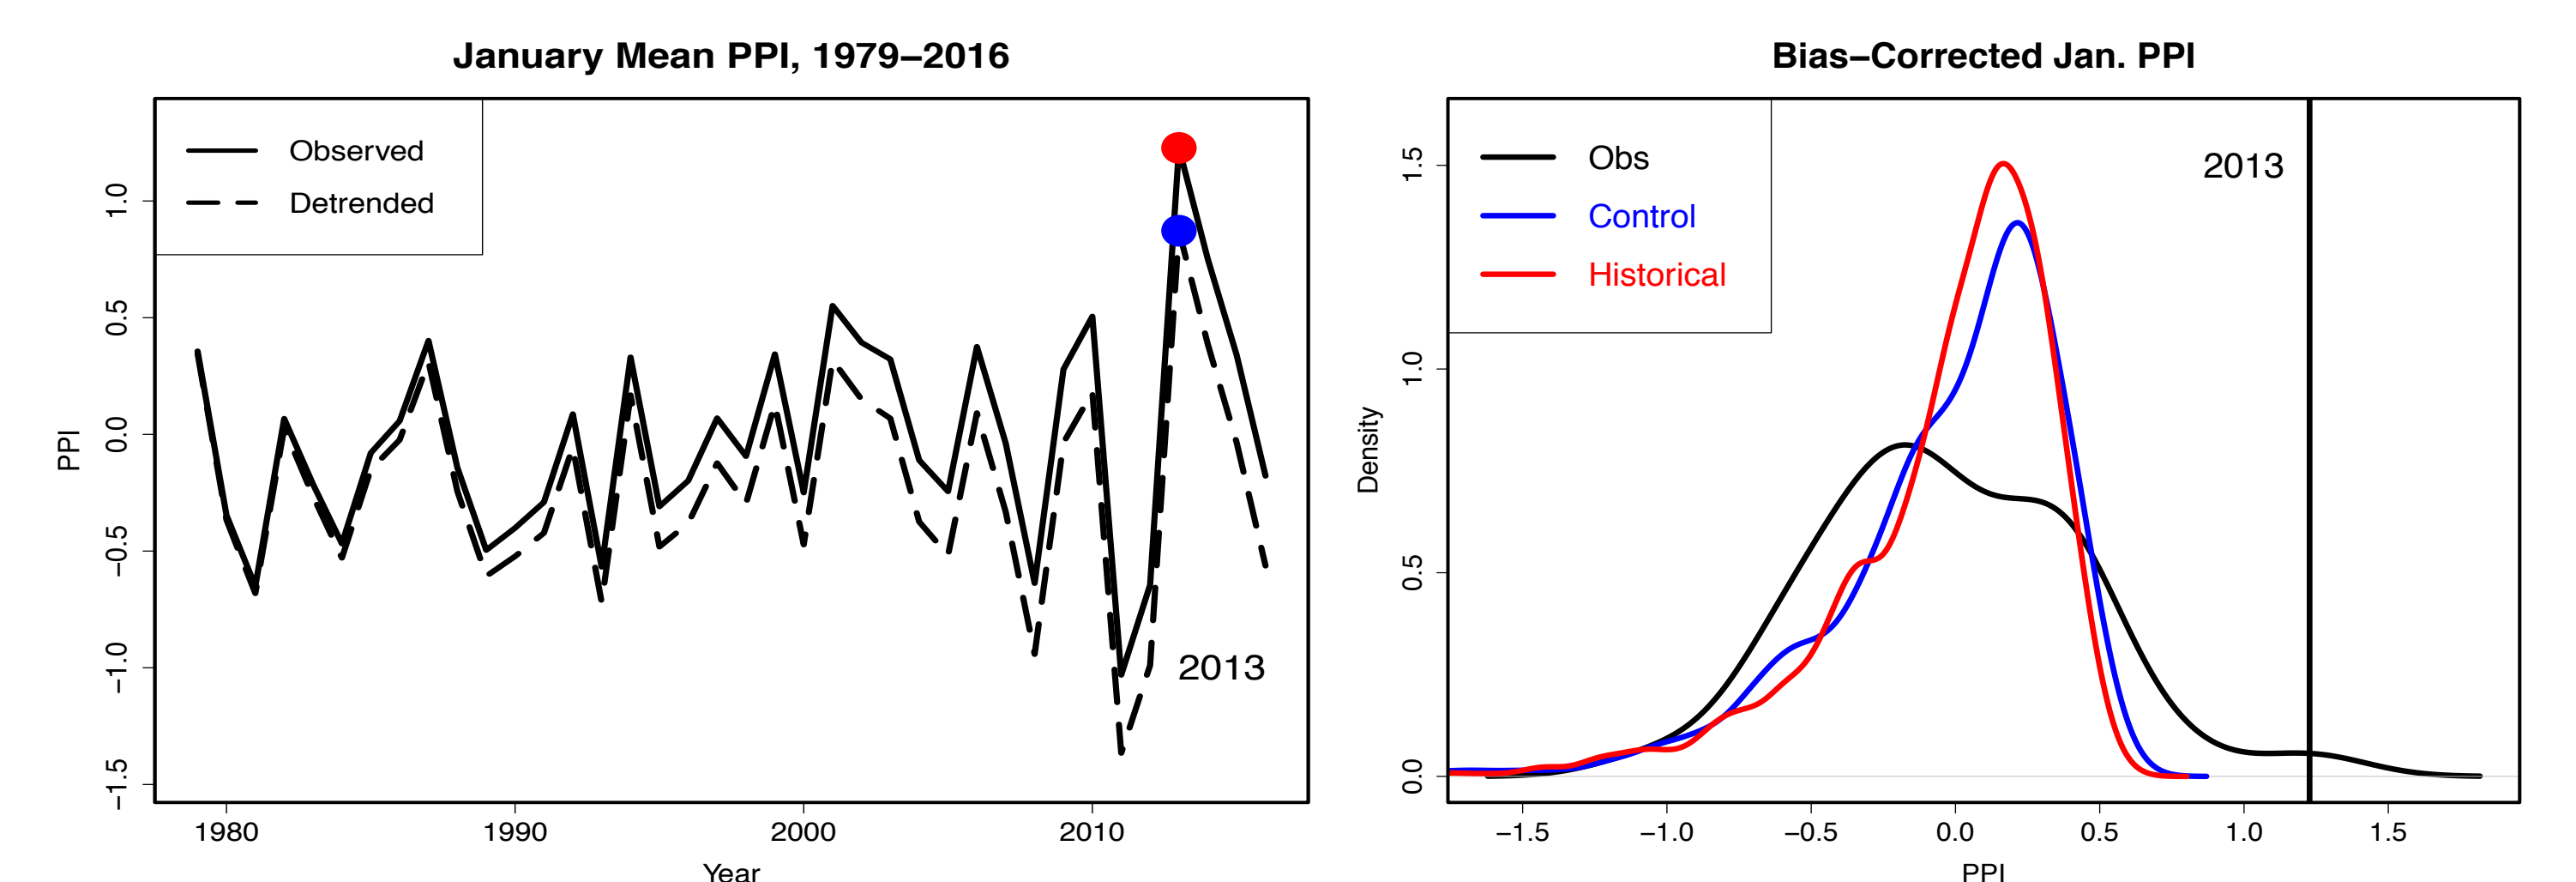 January Mean PPI, 1979–2016
Observed
Detrended
PPI
1.0
0.5
0.0
−0.5
−1.0
−1.5
2013
1980
1990
2000
2010
Year
Bias−Corrected Jan. PPI
Obs
Control
Historical
2013
Density
1.5
1.0
0.5
0.0
−1.5
−1.0
−0.5
0.0
0.5
1.0
1.5
PPI